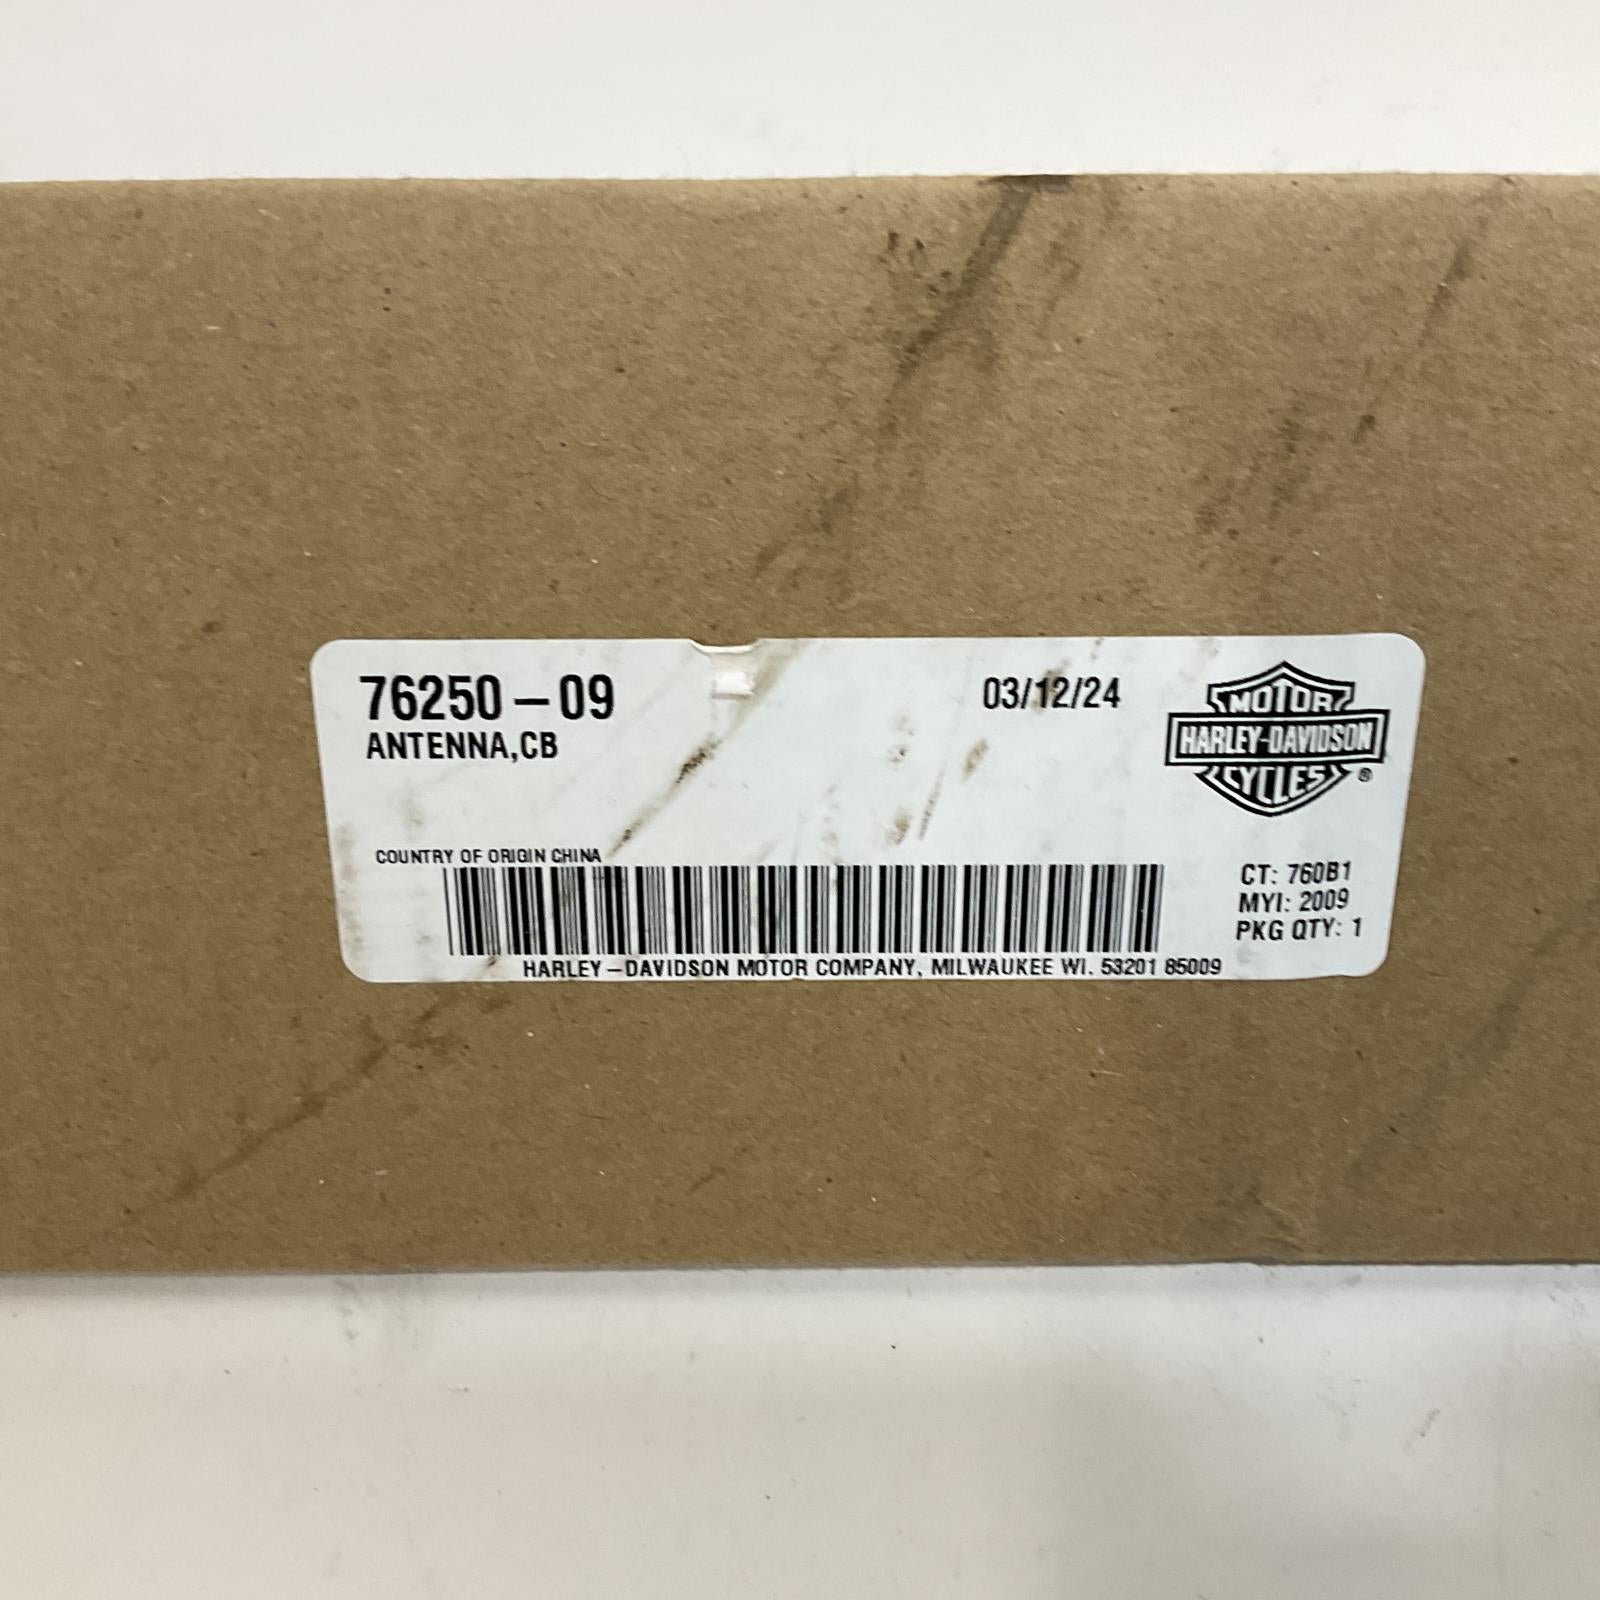 76250-09
03/12/24
ANTENNA,CB
MOTOR
HARLEY-DAVIDSON
CYCLES
®
COUNTRY OF ORIGIN CHINA
CT: 760B1
MYI: 2009
PKG QTY: 1
HARLEY-DAVIDSON MOTOR COMPANY, MILWAUKEE WI. 53201 85009